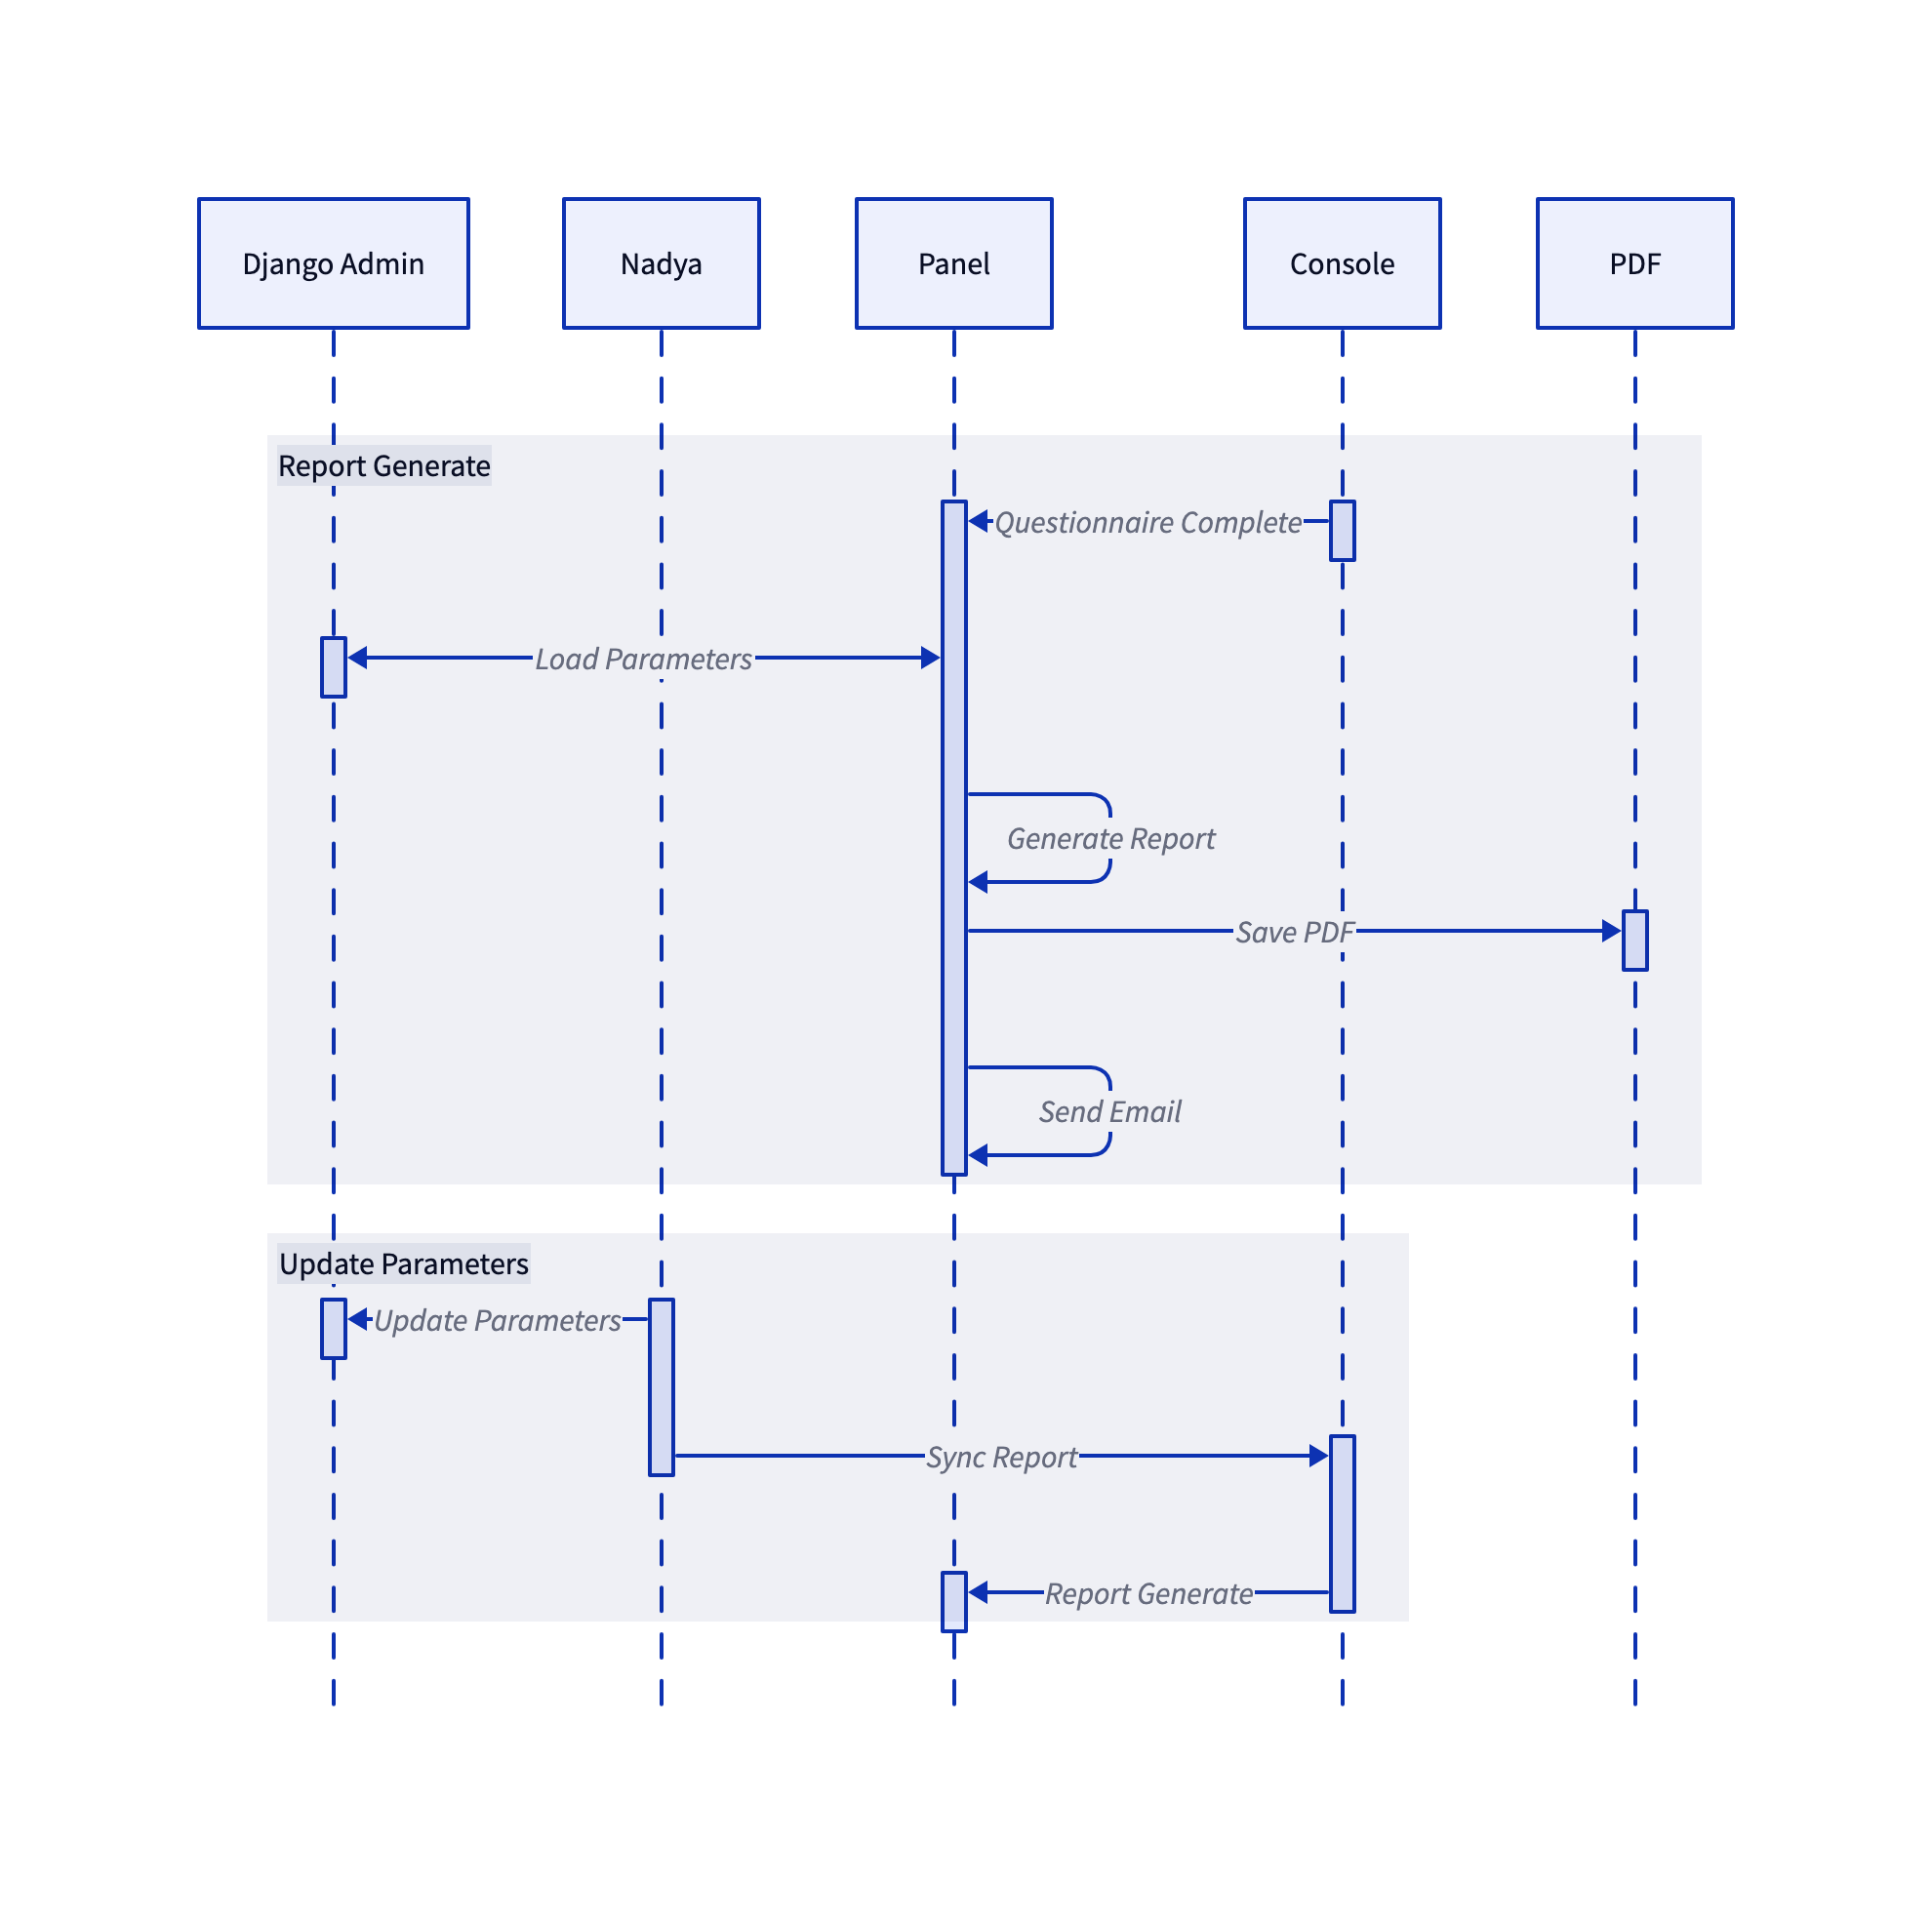 Django Admin
Nadya
Panel
Console
PDF
Report Generate
Questionnaire Complete
Load Parameters
Generate Report
Save PDF
Send Email
Update Parameters
Update Parameters
Sync Report
Report Generate